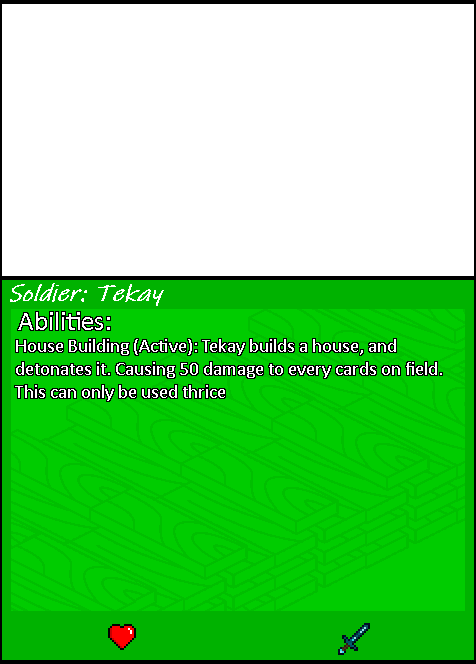 Soldier: Tekay
Abilities:
House Building (Active): Tekay builds a house, and
detonates it. Causing 50 damage to every cards on field.
This can only be used thrice